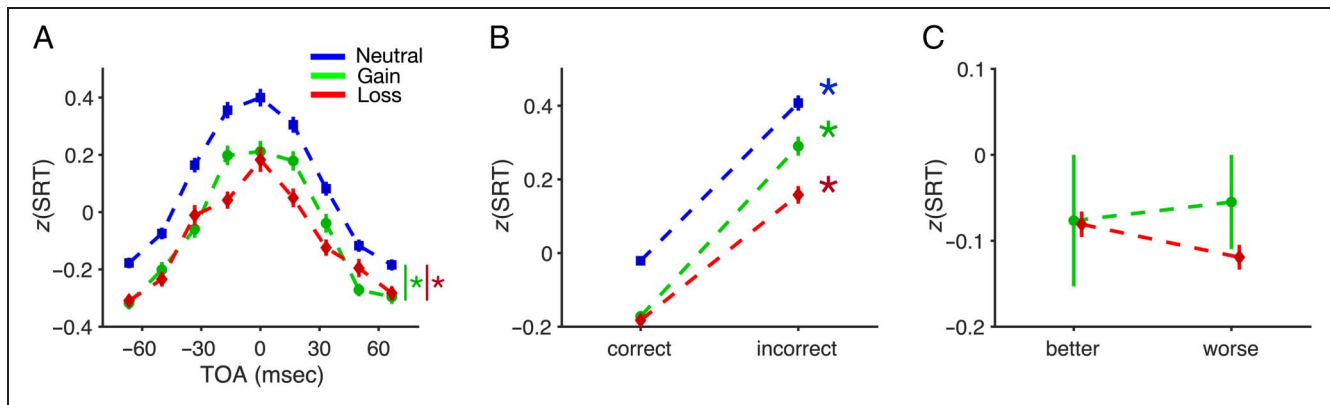 A
Neutral
Gain
Loss
z(SRT)
0.4
0.2
0
−0.2
−0.4
* *
−60 −30 0 30 60
TOA (msec)
B
z(SRT)
0.4
0.2
0
−0.2
*
*
*
correct incorrect
C
z(SRT)
0.1
0
−0.1
−0.2
better worse